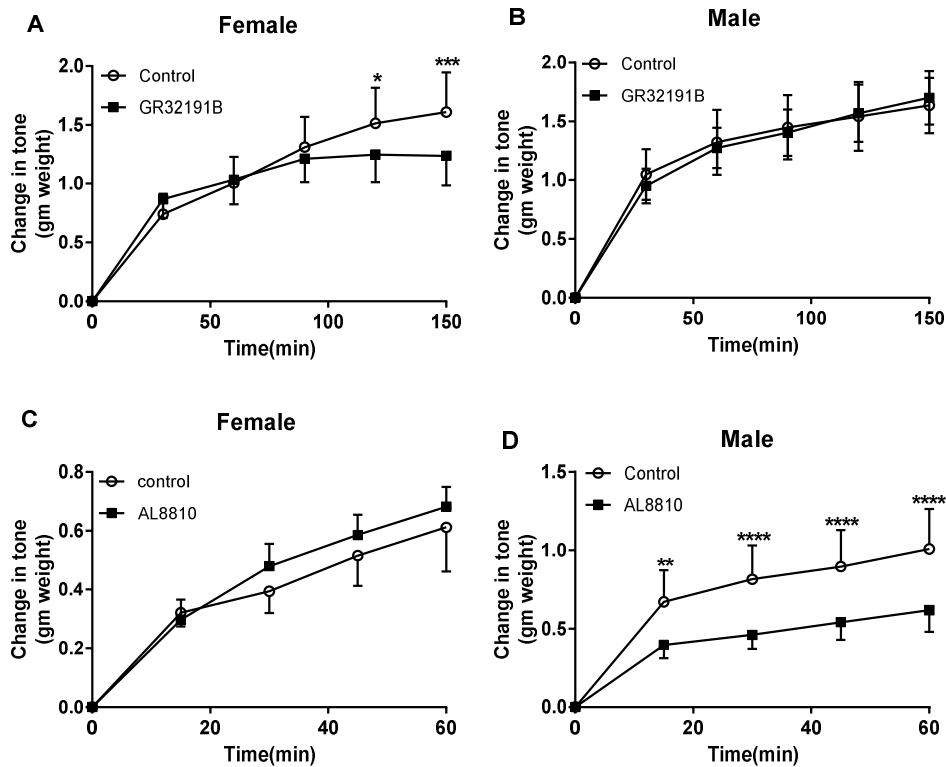 A
Female
Control
GR32191B
*
***
2.0
1.5
1.0
0.5
0.0
Change in tone
(gm weight)
0
50
100
150
Time(min)
B
Male
Control
GR32191B
2.0
1.5
1.0
0.5
0.0
Change in tone
(gm weight)
0
50
100
150
Time(min)
C
Female
control
AL8810
0.8
0.6
0.4
0.2
0.0
Change in tone
(gm weight)
0
20
40
60
Time(min)
D
Male
Control
AL8810
**
****
****
****
1.5
1.0
0.5
0.0
Change in tone
(gm weight)
0
20
40
60
Time(min)